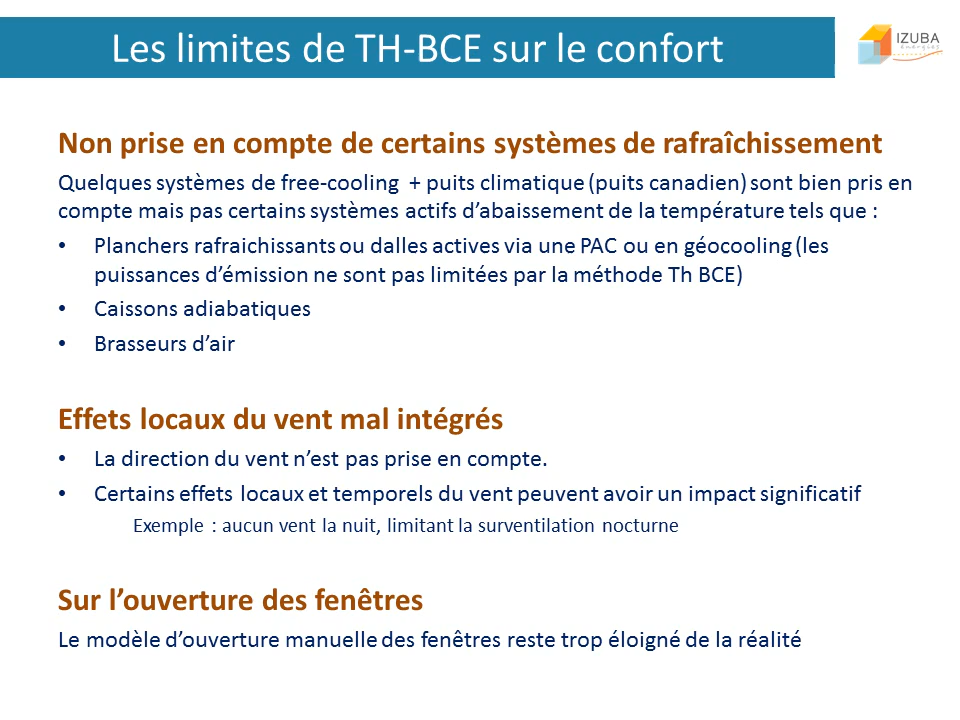 Les limites de TH-BCE sur le confort
IZUBA
énergies
Non prise en compte de certains systèmes de rafraîchissement
Quelques systèmes de free-cooling + puits climatique (puits canadien) sont bien pris en
compte mais pas certains systèmes actifs d’abaissement de la température tels que :
• Planchers rafraichissants ou dalles actives via une PAC ou en géocooling (les
puissances d’émission ne sont pas limitées par la méthode Th BCE)
• Caissons adiabatiques
• Brasseurs d’air
Effets locaux du vent mal intégrés
• La direction du vent n’est pas prise en compte.
• Certains effets locaux et temporels du vent peuvent avoir un impact significatif
Exemple : aucun vent la nuit, limitant la surventilation nocturne
Sur l’ouverture des fenêtres
Le modèle d’ouverture manuelle des fenêtres reste trop éloigné de la réalité